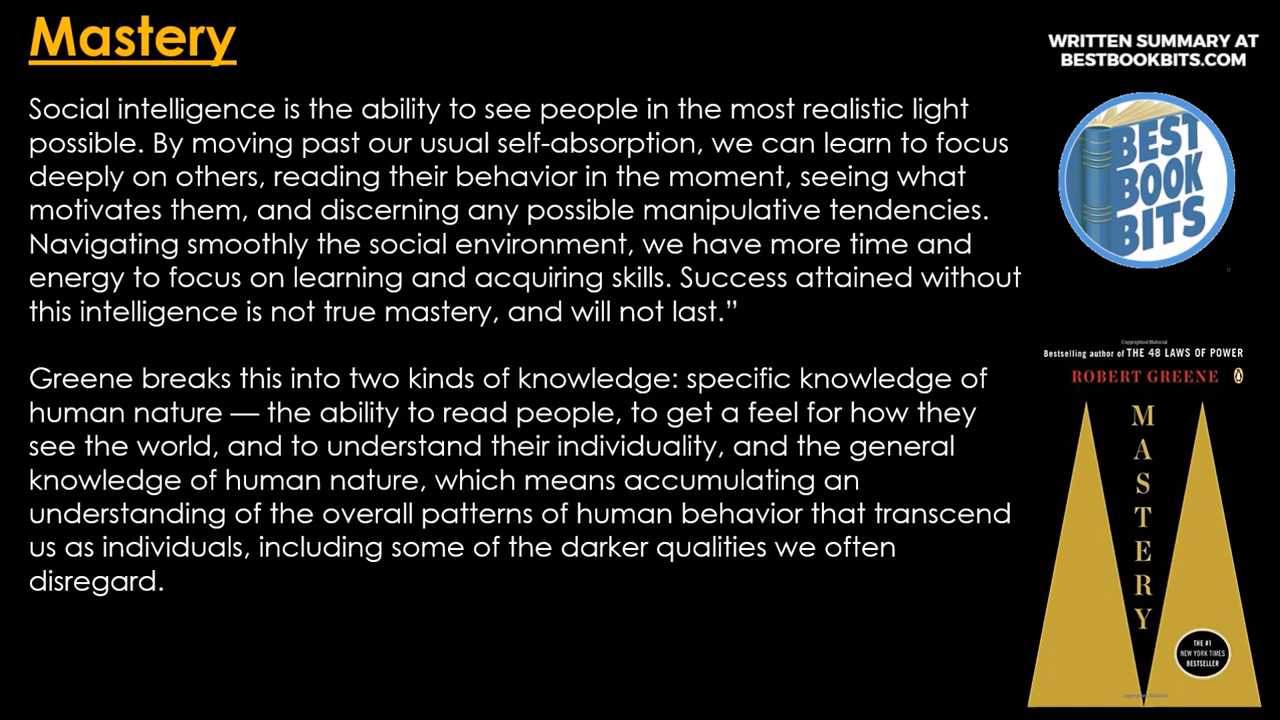 Mastery
Social intelligence is the ability to see people in the most realistic light
possible. By moving past our usual self-absorption, we can learn to focus
deeply on others, reading their behavior in the moment, seeing what
motivates them, and discerning any possible manipulative tendencies.
Navigating smoothly the social environment, we have more time and
energy to focus on learning and acquiring skills. Success attained without
this intelligence is not true mastery, and will not last.”
Greene breaks this into two kinds of knowledge: specific knowledge of
human nature — the ability to read people, to get a feel for how they
see the world, and to understand their individuality, and the general
knowledge of human nature, which means accumulating an
understanding of the overall patterns of human behavior that transcend
us as individuals, including some of the darker qualities we often
disregard.
WRITTEN SUMMARY AT
BESTBOOKBITS.COM
BEST
BOOK
BITS
Copyrighted Material
Bestselling author of THE 48 LAWS OF POWER
ROBERT GREENE
M
A
S
T
E
R
Y
THE #1
NEW YORK TIMES
BESTSELLER
Copyrighted Material